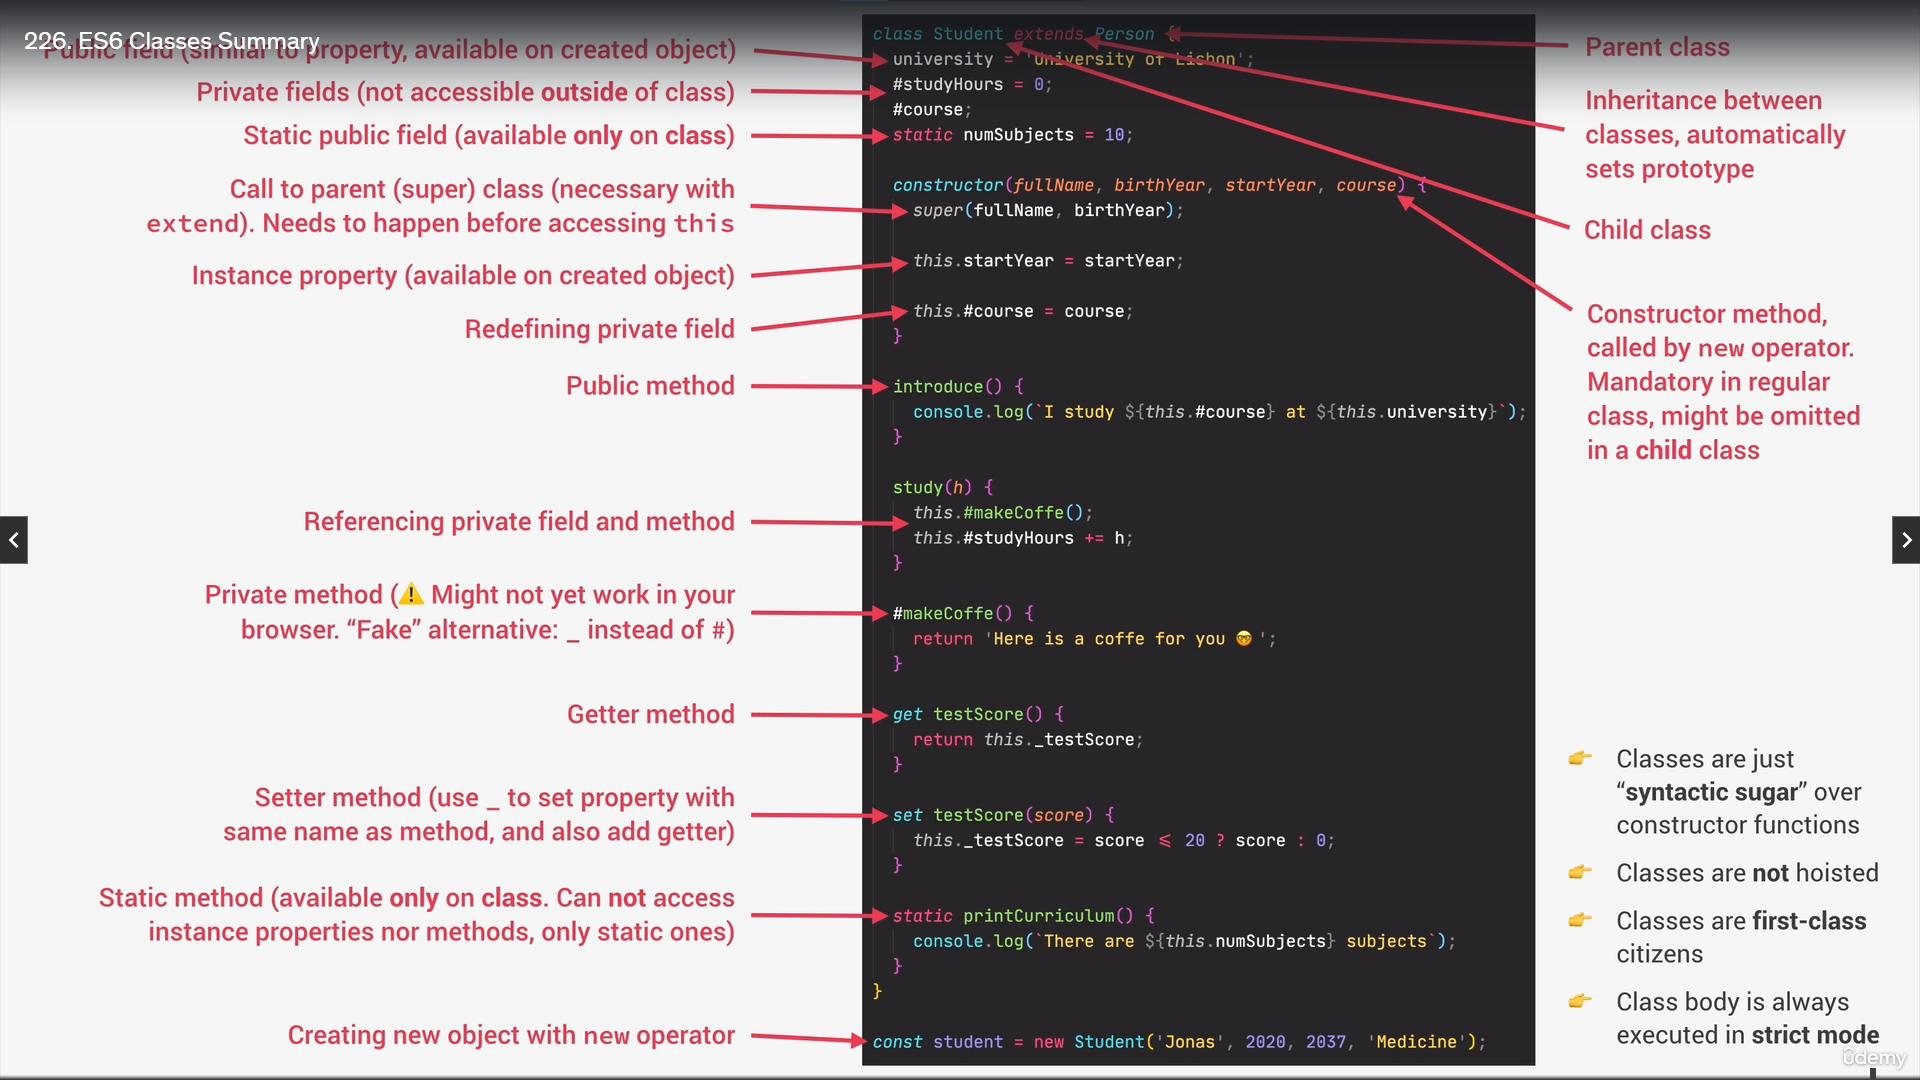 226. ES6 Classes Summary
Public field (similar to property, available on created object)
Private fields (not accessible outside of class)
Static public field (available only on class)
Call to parent (super) class (necessary with
extend). Needs to happen before accessing this
Instance property (available on created object)
Redefining private field
Public method
Referencing private field and method
Private method (⚠️ Might not yet work in your
browser. “Fake” alternative: _ instead of #)
Getter method
Setter method (use _ to set property with
same name as method, and also add getter)
Static method (available only on class. Can not access
instance properties nor methods, only static ones)
Creating new object with new operator
class Student extends Person {
university = 'University of Lisbon';
#studyHours = 0;
#course;
static numSubjects = 10;
constructor(fullName, birthYear, startYear, course) {
super(fullName, birthYear);
this.startYear = startYear;
this.#course = course;
}
introduce() {
console.log(`I study ${this.#course} at ${this.university}`);
}
study(h) {
this.#makeCoffe();
this.#studyHours += h;
}
#makeCoffe() {
return 'Here is a coffe for you 🤓 ';
}
get testScore() {
return this._testScore;
}
set testScore(score) {
this._testScore = score ⩽ 20 ? score : 0;
}
static printCurriculum() {
console.log(`There are ${this.numSubjects} subjects`);
}
}
const student = new Student('Jonas', 2020, 2037, 'Medicine');
Parent class
Inheritance between
classes, automatically
sets prototype
Child class
Constructor method,
called by new operator.
Mandatory in regular
class, might be omitted
in a child class
👉 Classes are just
“syntactic sugar” over
constructor functions
👉 Classes are not hoisted
👉 Classes are first-class
citizens
👉 Class body is always
executed in strict mode
ûdemy